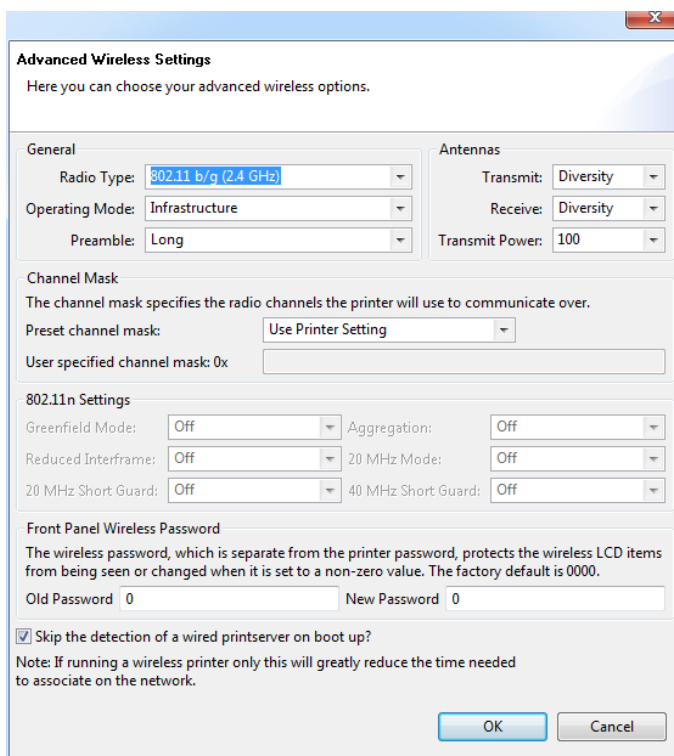 Advanced Wireless Settings
Here you can choose your advanced wireless options.
General
Radio Type: 802.11 b/g (2.4 GHz)
Operating Mode: Infrastructure
Preamble: Long
Antennas
Transmit: Diversity
Receive: Diversity
Transmit Power: 100
Channel Mask
The channel mask specifies the radio channels the printer will use to communicate over.
Preset channel mask: Use Printer Setting
User specified channel mask: 0x
802.11n Settings
Greenfield Mode: Off Aggregation: Off
Reduced Interframe: Off 20 MHz Mode: Off
20 MHz Short Guard: Off 40 MHz Short Guard: Off
Front Panel Wireless Password
The wireless password, which is separate from the printer password, protects the wireless LCD items
from being seen or changed when it is set to a non-zero value. The factory default is 0000.
Old Password 0 New Password 0
Skip the detection of a wired printserver on boot up?
Note: If running a wireless printer only this will greatly reduce the time needed
to associate on the network.
OK Cancel